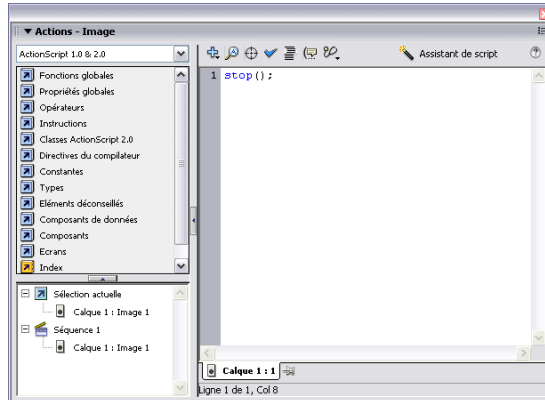 Actions - Image
ActionScript 1.0 & 2.0
Assistant de script
Fonctions globales
Propriétés globales
Opérateurs
Instructions
Classes ActionScript 2.0
Directives du compilateur
Constantes
Types
Eléments déconseillés
Composants de données
Composants
Ecrans
Index
1 stop();
Sélection actuelle
Calque 1 : Image 1
Séquence 1
Calque 1 : Image 1
Calque 1 : 1
Ligne 1 de 1, Col 8